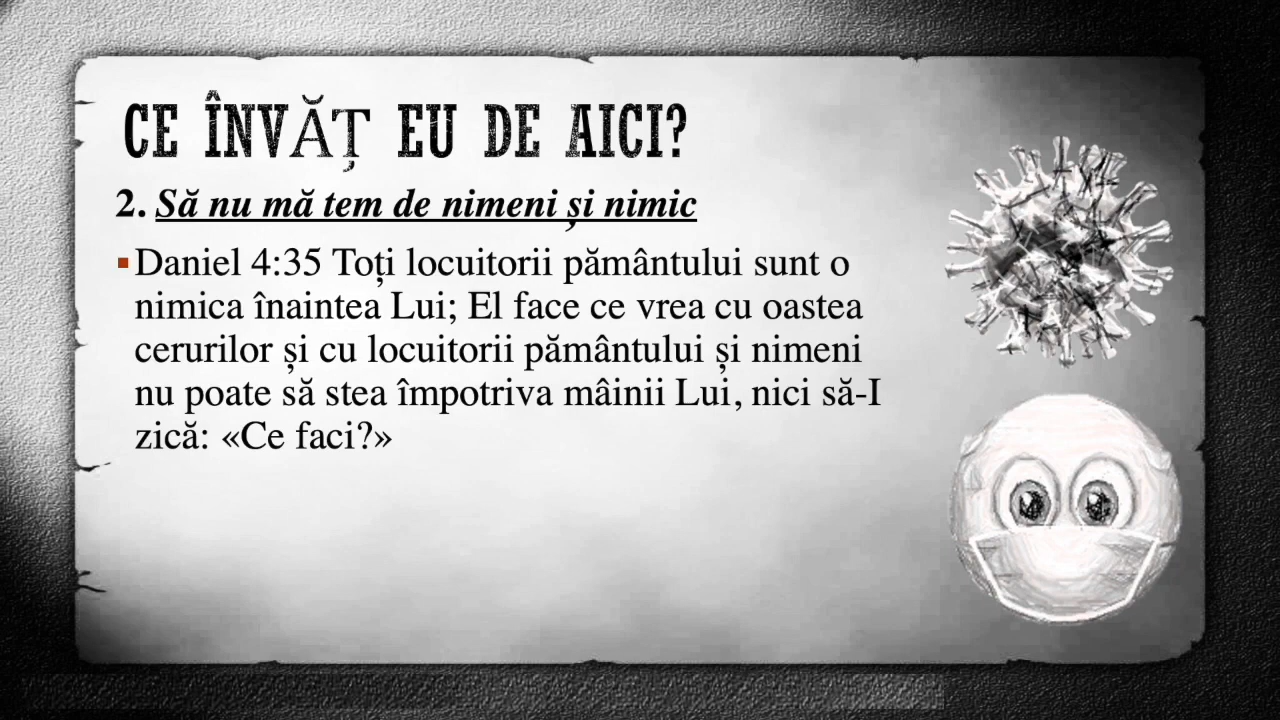 CE ÎNVĂȚ EU DE AICI?
2. Să nu mă tem de nimeni și nimic
▪Daniel 4:35 Toți locuitorii pământului sunt o
nimica înaintea Lui; El face ce vrea cu oastea
cerurilor și cu locuitorii pământului și nimeni
nu poate să stea împotriva mâinii Lui, nici să-I
zică: «Ce faci?»